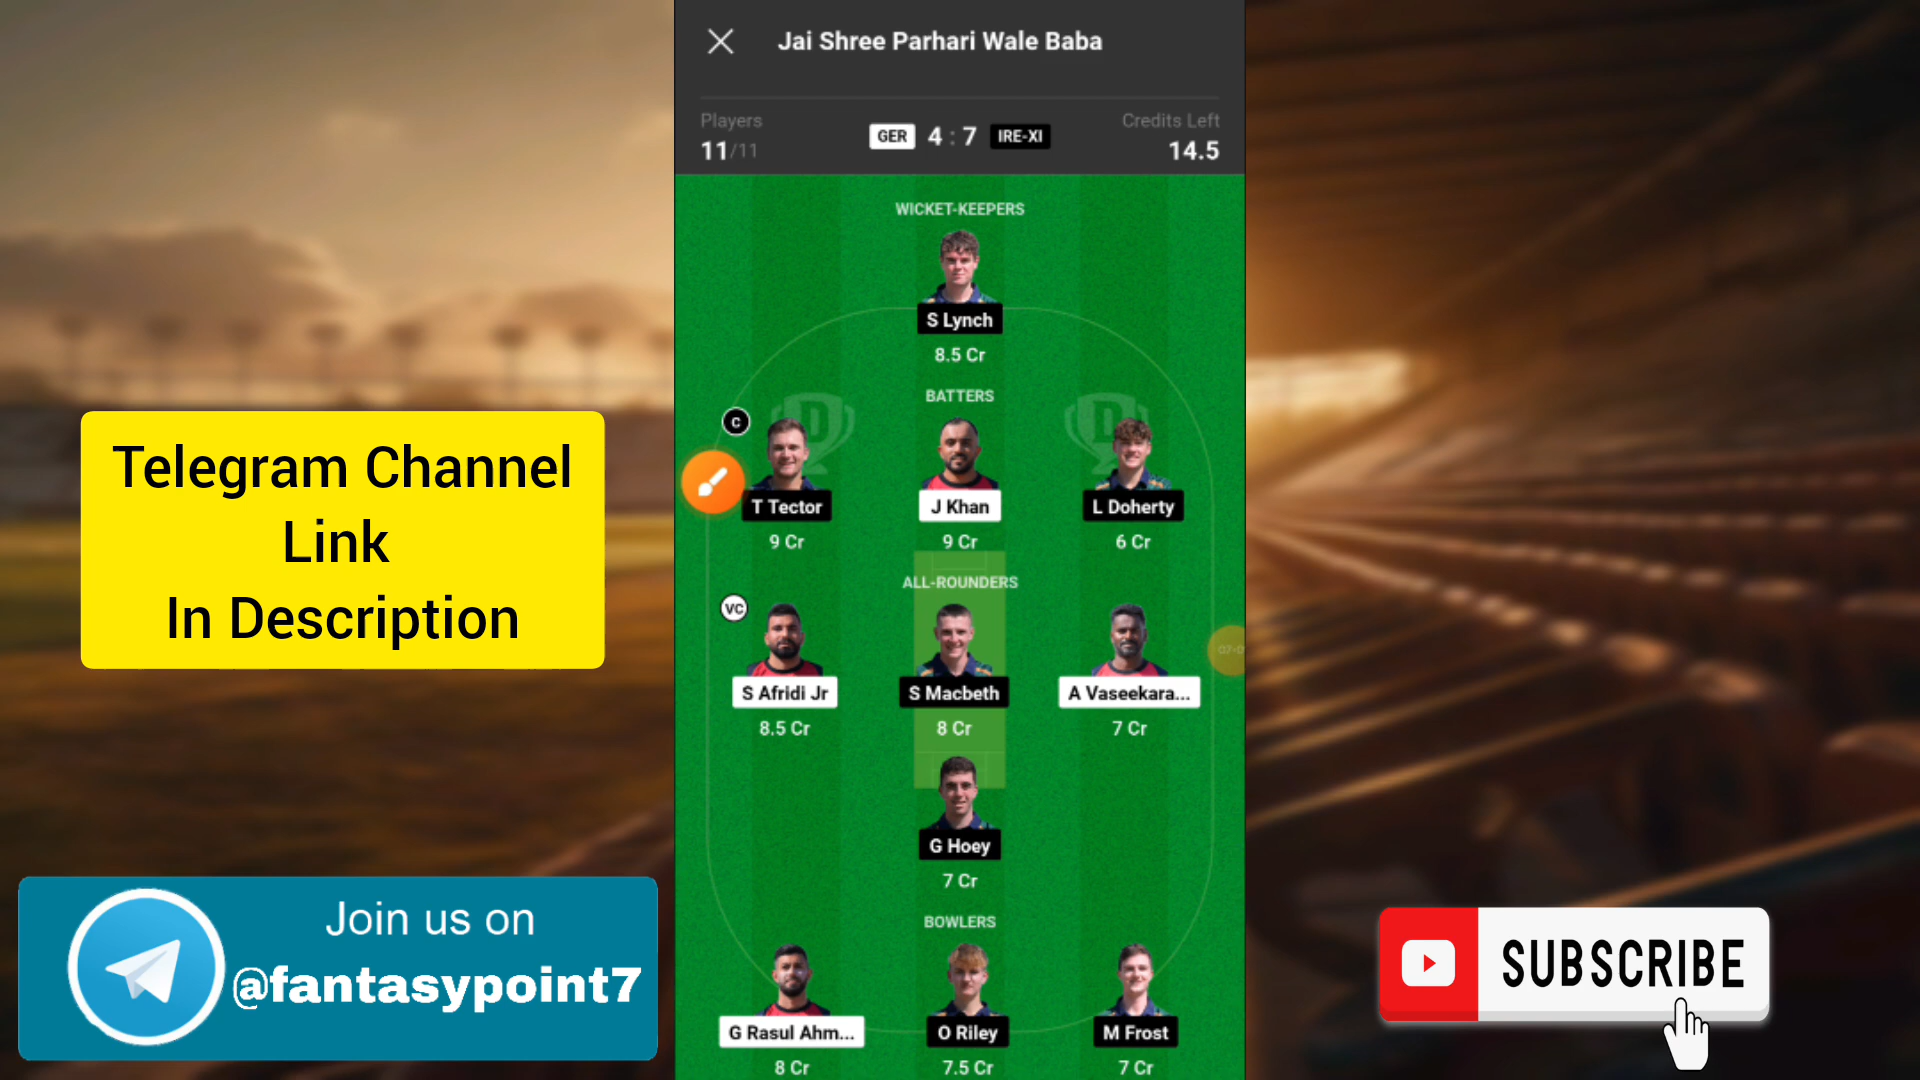 Jai Shree Parhari Wale Baba
Players
Credits Left
11/11
GER 4 : 7 IRE-XI
14.5
WICKET-KEEPERS
S Lynch
8.5 Cr
BATTERS
C
T Tector
J Khan
L Doherty
9 Cr
9 Cr
6 Cr
ALL-ROUNDERS
VC
S Afridi Jr
S Macbeth
A Vaseekara...
8.5 Cr
8 Cr
7 Cr
G Hoey
7 Cr
BOWLERS
G Rasul Ahm...
O Riley
M Frost
8 Cr
7.5 Cr
7 Cr
Telegram Channel
Link
In Description
Join us on
@fantasypoint7
SUBSCRIBE